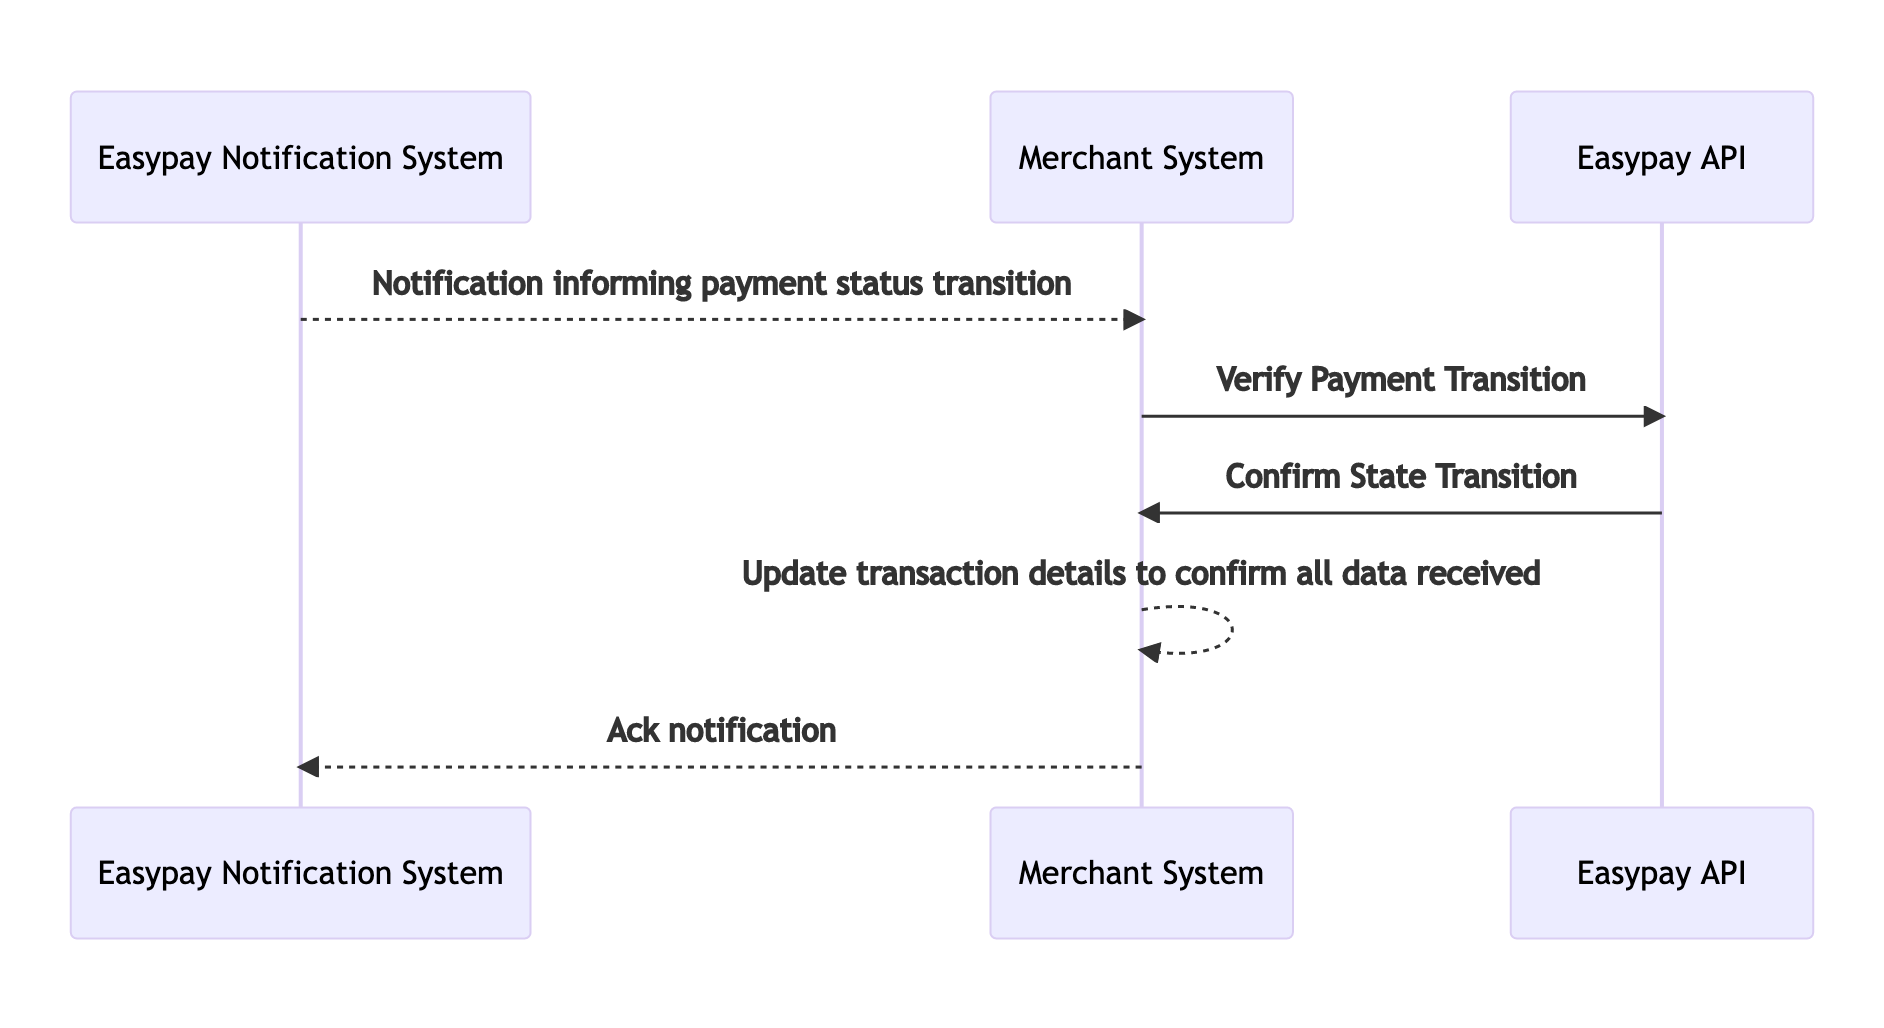 Easypay Notification System
Merchant System
Easypay API
Notification informing payment status transition
Verify Payment Transition
Confirm State Transition
Update transaction details to confirm all data received
Ack notification
Easypay Notification System
Merchant System
Easypay API